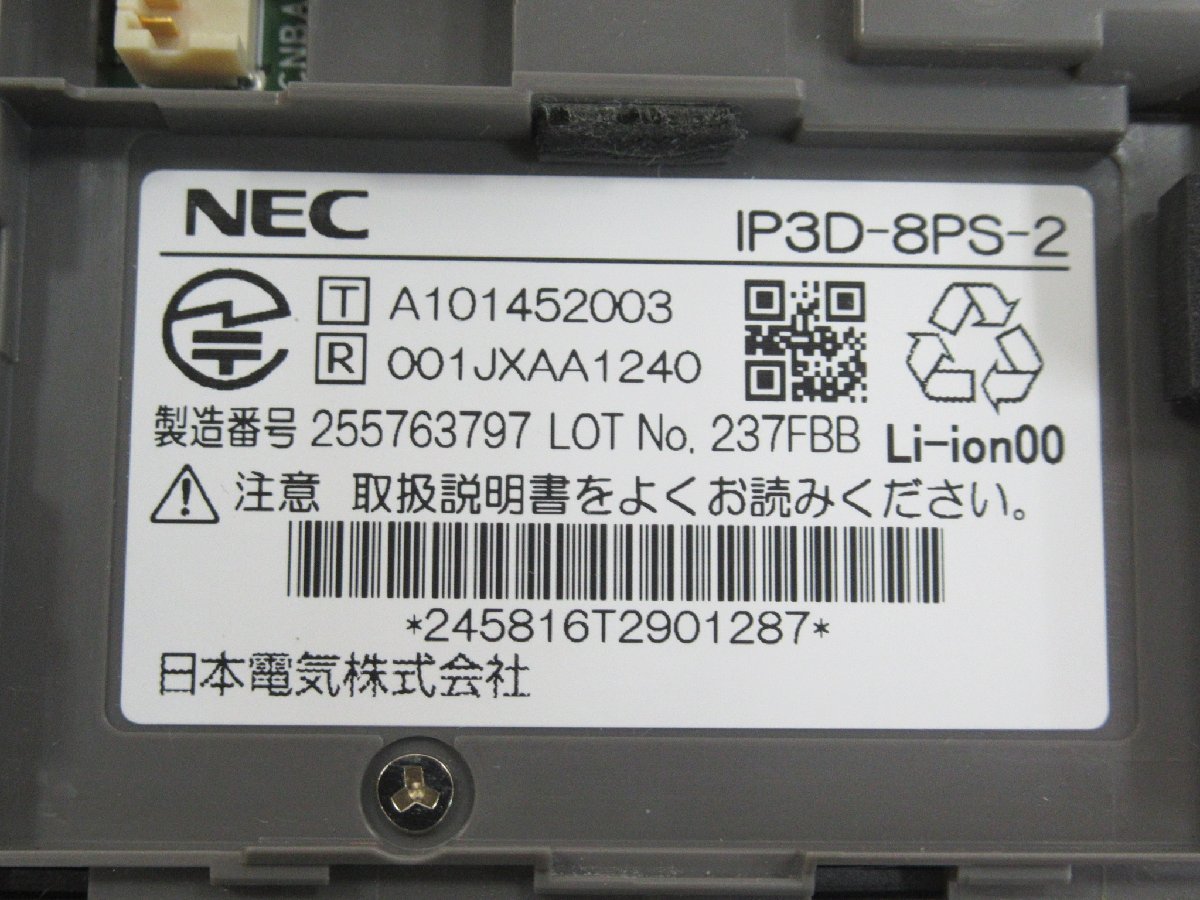 CNBA
NEC IP3D-8PS-2
T A101452003
R 001JXAA1240
製造番号 255763797 LOT No. 237FBB Li-ion00
注意 取扱説明書をよくお読みください。
*245816T2901287*
日本電気株式会社